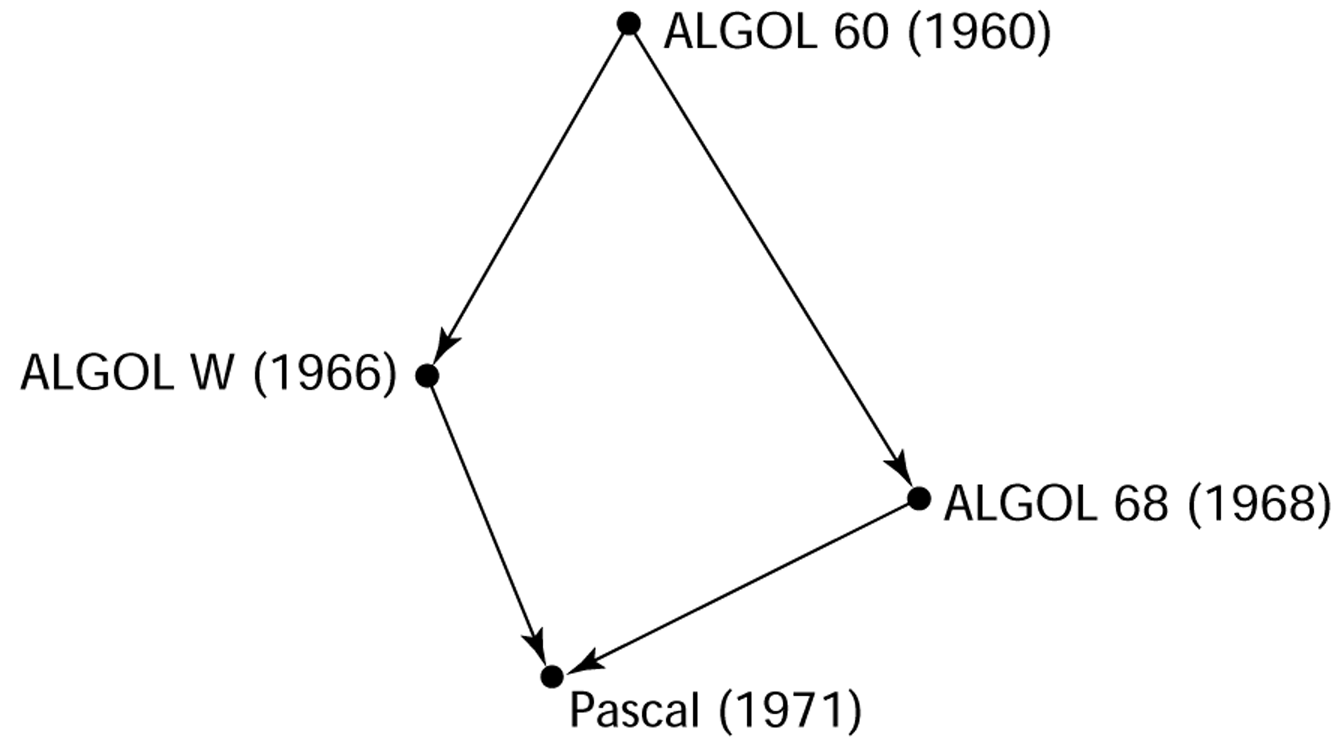 ALGOL 60 (1960)
ALGOL W (1966)
ALGOL 68 (1968)
Pascal (1971)